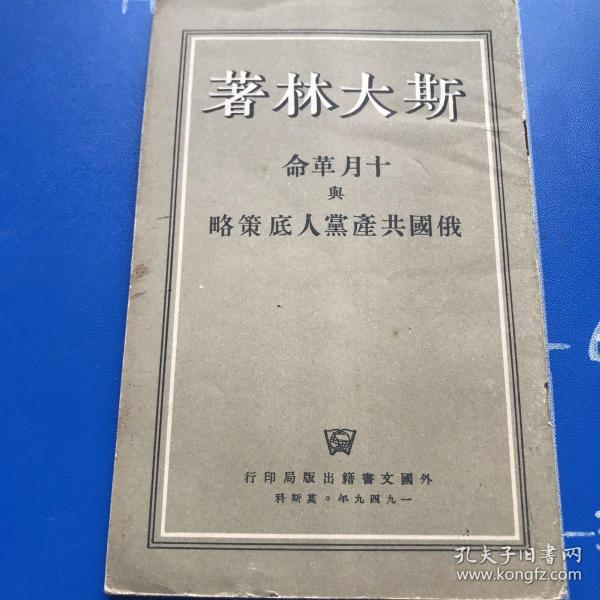 斯大林著
十月革命
與
俄國共產黨人底策略
外國文書籍出版局印行
一九四九年。莫斯科
孔夫子旧书网
www.kongfz.com